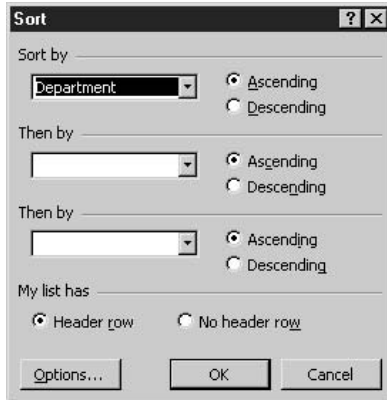 Sort
Sort by
Department
Ascending
Descending
Then by
Ascending
Descending
Then by
Ascending
Descending
My list has
Header row
No header row
Options...
OK
Cancel